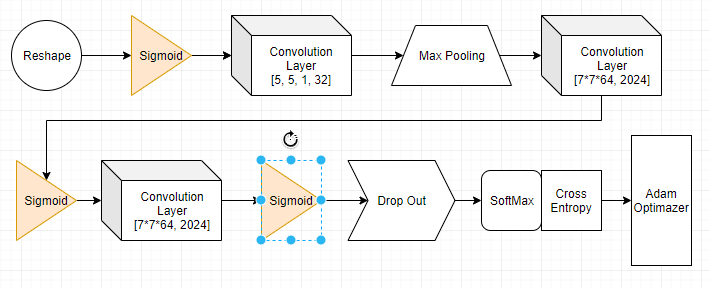 Reshape
Sigmoid
Convolution
Layer
[5, 5, 1, 32]
Max Pooling
Convolution
Layer
[7*7*64, 2024]
Sigmoid
Convolution
Layer
[7*7*64, 2024]
Sigmoid
Drop Out
SoftMax
Cross
Entropy
Adam
Optimazer